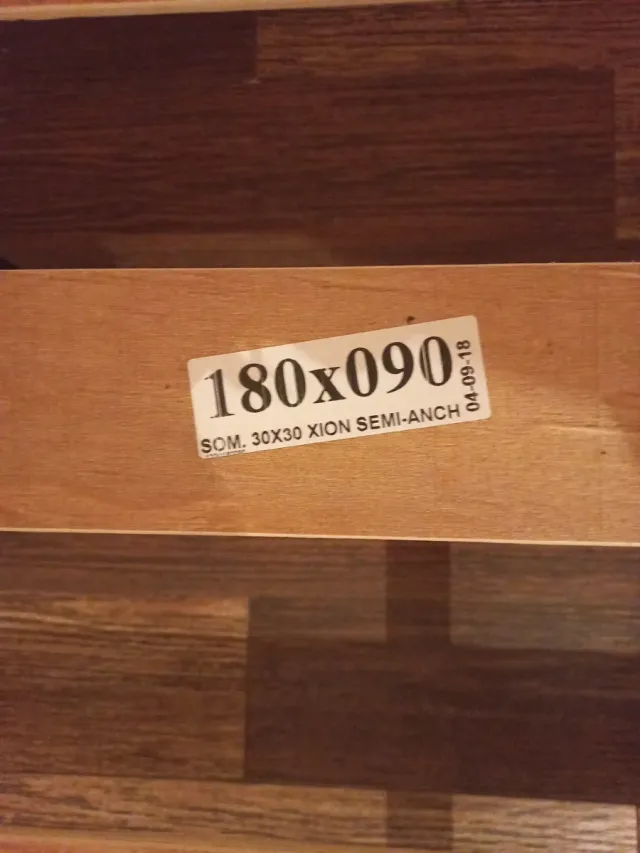 180x090
SOM. 30X30 XION SEMI-ANCH
04-09-18